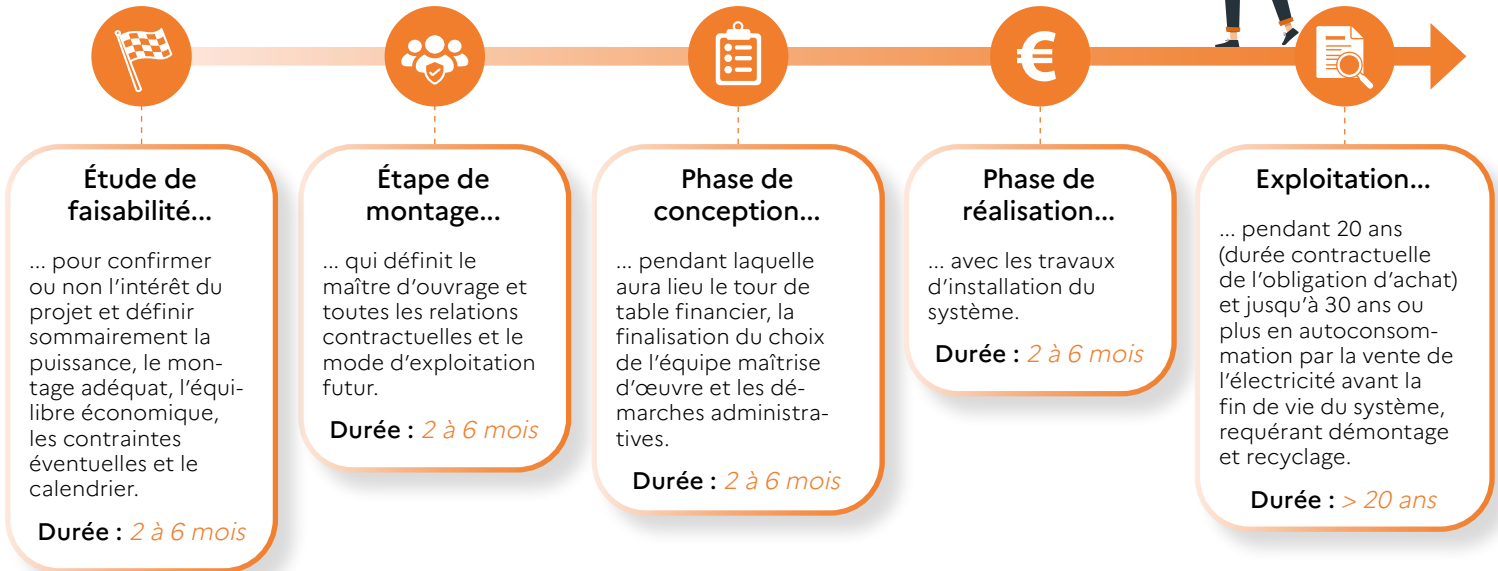 €
Étude de
faisabilité...
... pour confirmer
ou non l'intérêt du
projet et définir
sommairement la
puissance, le mon-
tage adéquat, l'équi-
libre économique,
les contraintes
éventuelles et le
calendrier.
Durée : 2 à 6 mois
Étape de
montage...
... qui définit le
maître d'ouvrage et
toutes les relations
contractuelles et le
mode d'exploitation
futur.
Durée : 2 à 6 mois
Phase de
conception...
... pendant laquelle
aura lieu le tour de
table financier, la
finalisation du choix
de l'équipe maîtrise
d'œuvre et les dé-
marches administra-
tives.
Durée : 2 à 6 mois
Phase de
réalisation...
... avec les travaux
d'installation du
système.
Durée : 2 à 6 mois
Exploitation...
... pendant 20 ans
(durée contractuelle
de l'obligation d'achat)
et jusqu'à 30 ans ou
plus en autoconsom-
mation par la vente de
l'électricité avant la
fin de vie du système,
requérant démontage
et recyclage.
Durée : > 20 ans